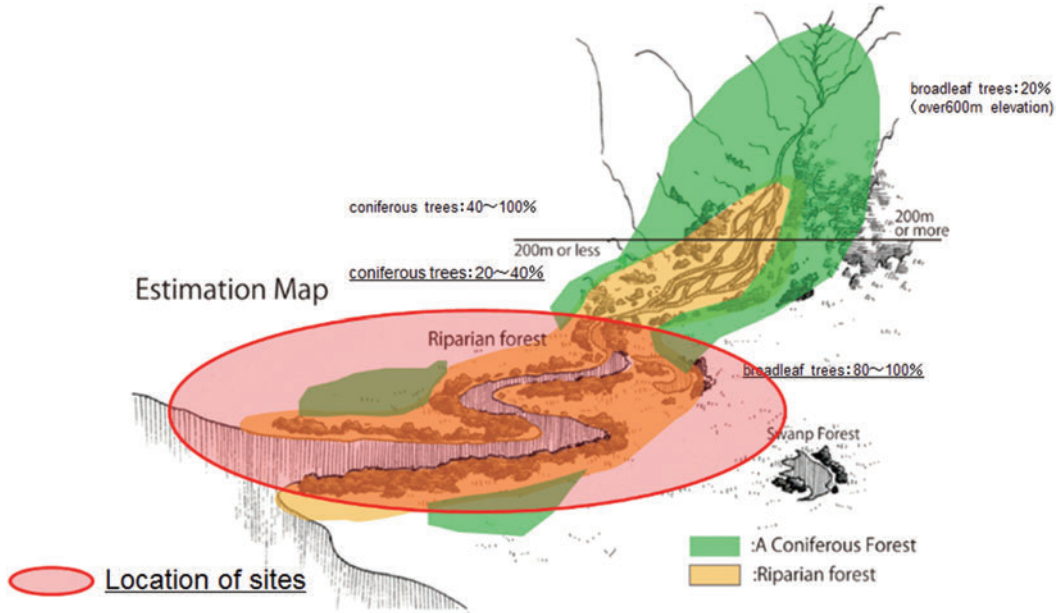 broadleaf trees:20%
（over600m elevation)
coniferous trees:40～100%
200m
or more
200m or less
coniferous trees:20～40%
Estimation Map
Riparian forest
broadleaf trees:80～100%
Swanp Forest
:A Coniferous Forest
:Riparian forest
Location of sites